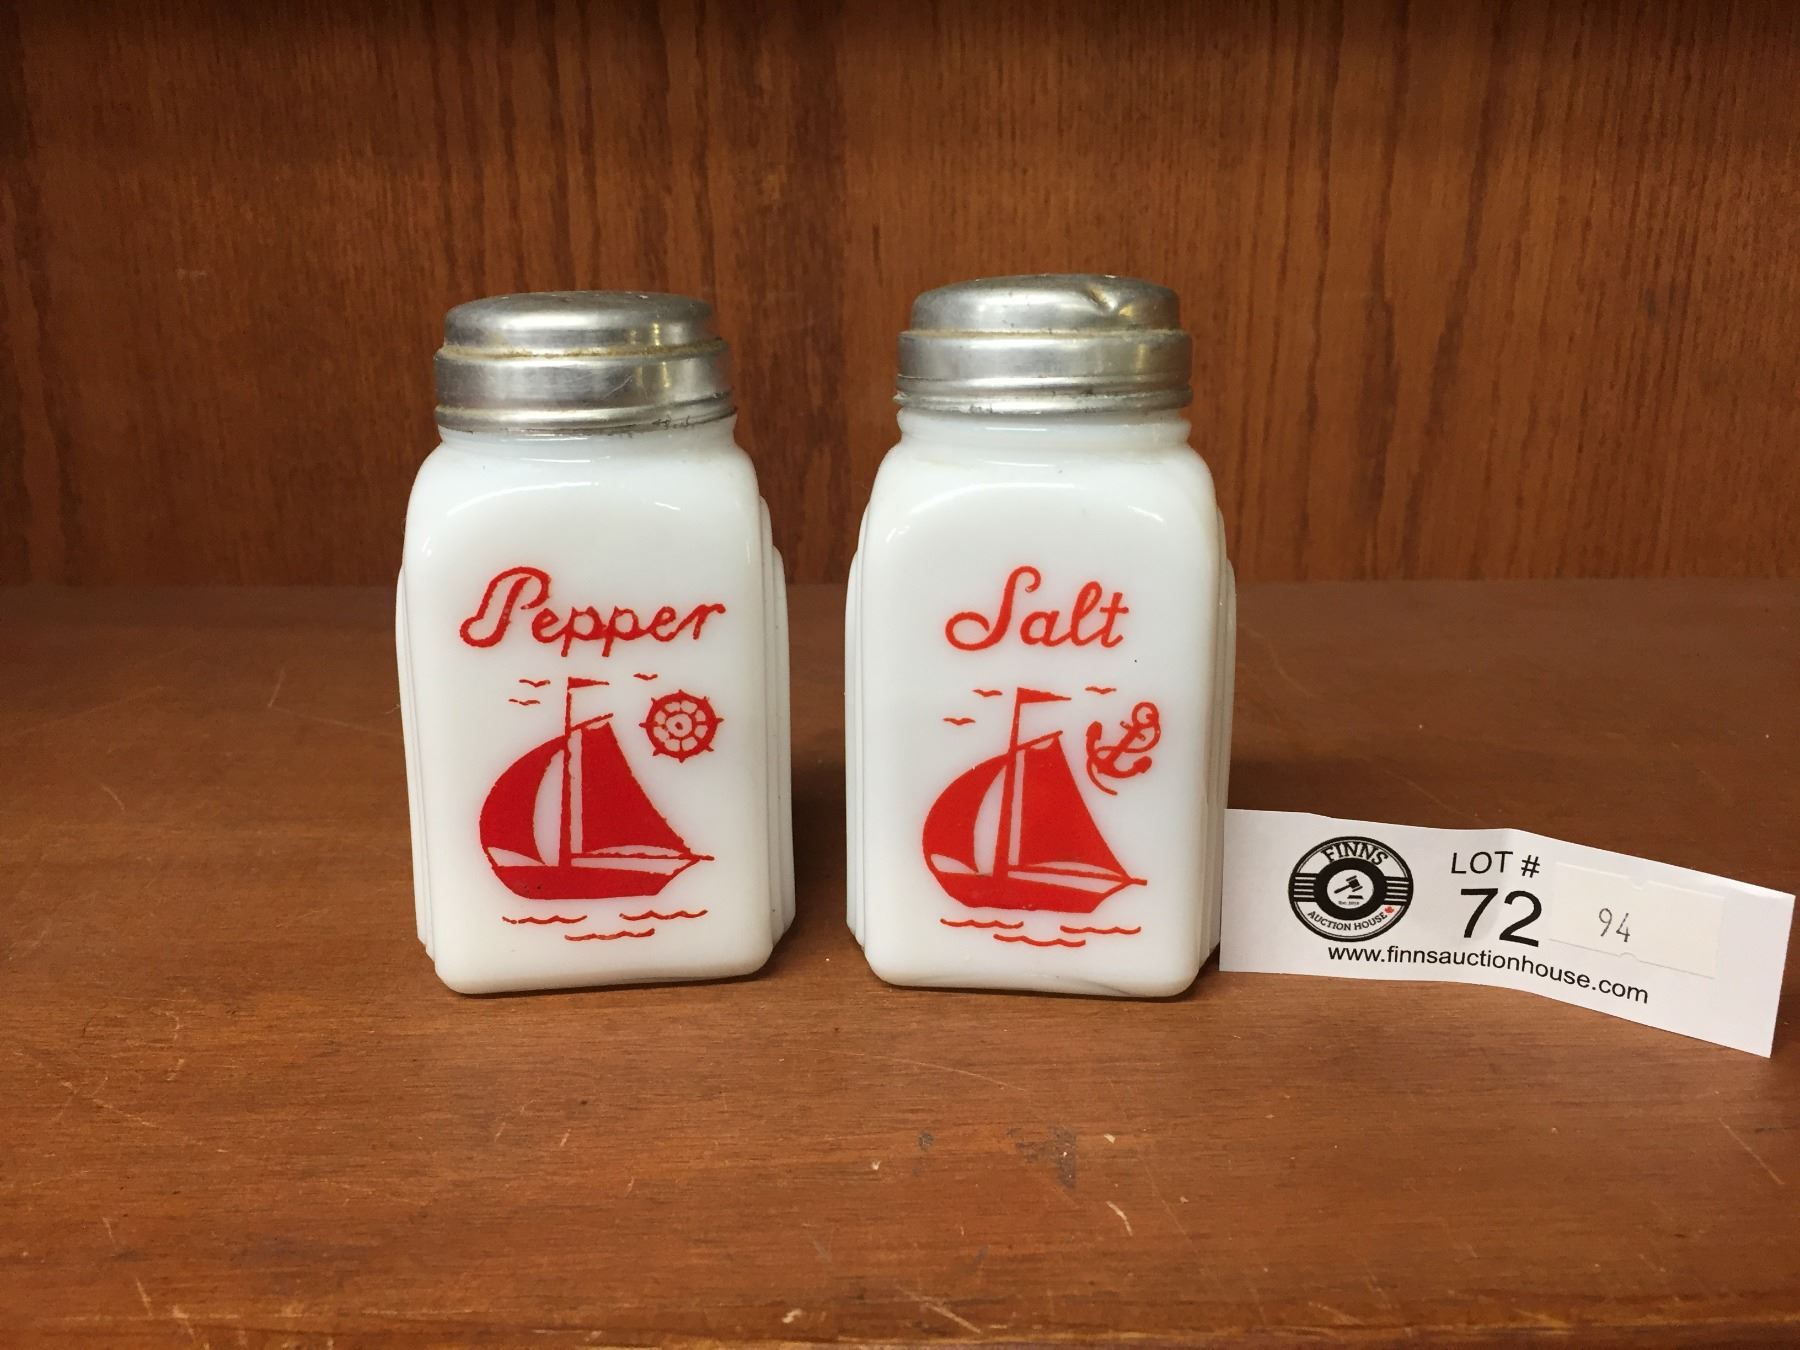 Pepper
Salt
FINNS
AUCTION HOUSE
LOT #
72
94
www.finnsauctionhouse.com